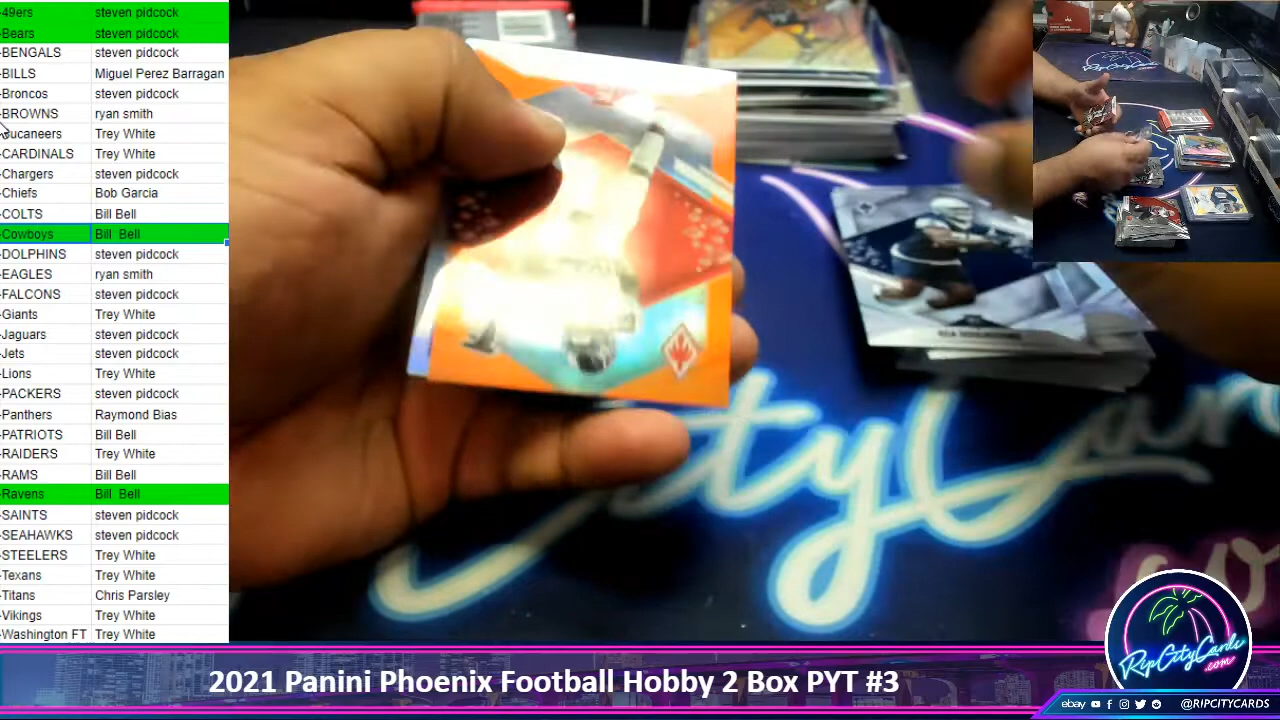 -49ers steven pidcock
-Bears steven pidcock
-BENGALS steven pidcock
-BILLS Miguel Perez Barragan
-Broncos steven pidcock
-BROWNS ryan smith
ucaneers Trey White
-CARDINALS Trey White
-Chargers steven pidcock
-Chiefs Bob Garcia
-COLTS Bill Bell
-Cowboys Bill Bell
-DOLPHINS steven pidcock
-EAGLES ryan smith
-FALCONS steven pidcock
-Giants Trey White
-Jaguars steven pidcock
-Jets steven pidcock
-Lions Trey White
-PACKERS steven pidcock
-Panthers Raymond Bias
-PATRIOTS Bill Bell
-RAIDERS Trey White
-RAMS Bill Bell
-Ravens Bill Bell
-SAINTS steven pidcock
-SEAHAWKS steven pidcock
-STEELERS Trey White
-Texans Trey White
-Titans Chris Parsley
-Vikings Trey White
-Washington FT Trey White
RipCityCards
.com
2021 Panini Phoenix Football Hobby 2 Box PYT #3
ebay @RIPCITYCARDS